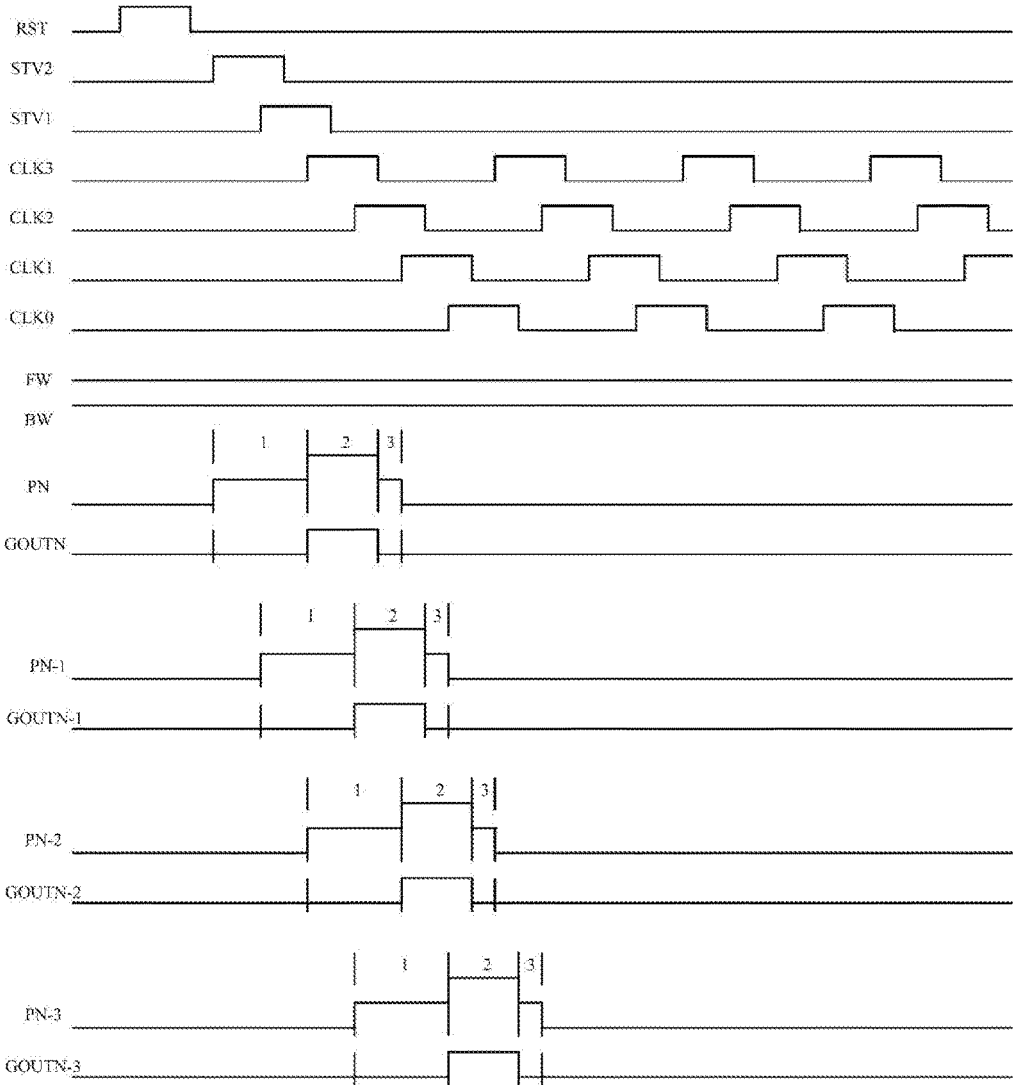 RST
STV2
STV1
CLK3
CLK2
CLK1
CLK0
FW
BW
1 2 3
PN
GOUTN
1 2 3
PN-1
GOUTN-1
1 2 3
PN-2
GOUTN-2
1 2 3
PN-3
GOUTN-3